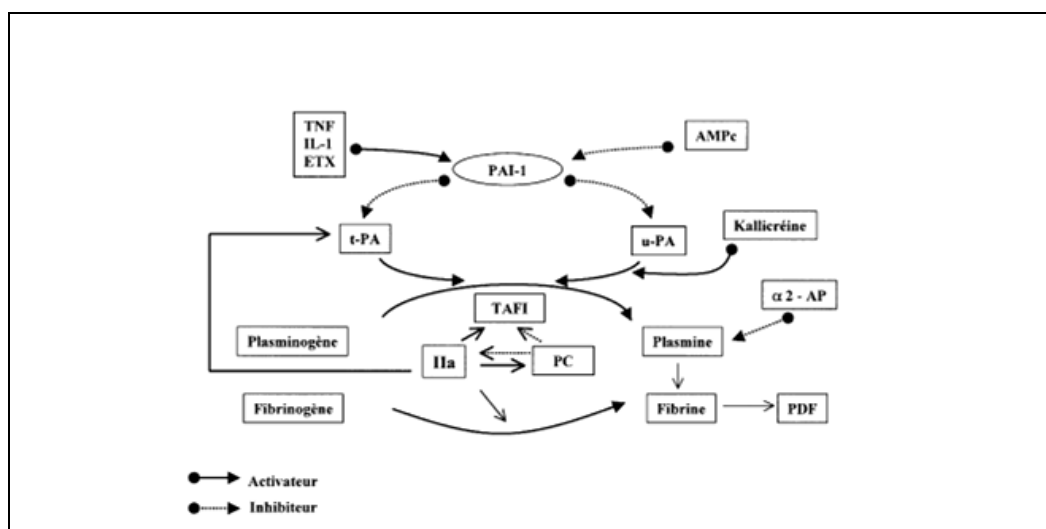 TNF
IL-1
ETX
AMPc
PAI-1
t-PA
u-PA
Kallicréine
TAFI
α2 - AP
Plasminogène
IIa
PC
Plasmine
Fibrinogène
Fibrine
PDF
Activateur
Inhibiteur